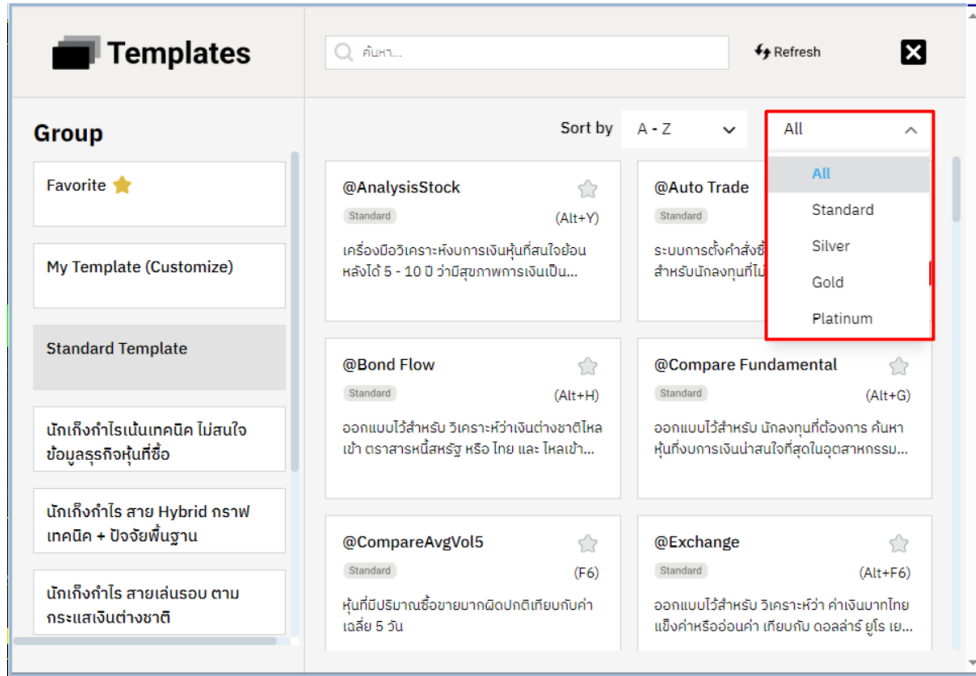 Templates
ค้นหา...
Refresh
Group
Sort by
A - Z
All
Favorite
My Template (Customize)
Standard Template
นักเก็งกำไรเน้นเทคนิค ไม่สนใจ
ข้อมูลธุรกิจหุ้นที่ซื้อ
นักเก็งกำไร สาย Hybrid กราฟ
เทคนิค + ปัจจัยพื้นฐาน
นักเก็งกำไร สายเล่นรอบ ตาม
กระแสเงินต่างชาติ
All
Standard
Silver
Gold
Platinum
@AnalysisStock
Standard
(Alt+Y)
เครื่องมือวิเคราะห์งบการเงินหุ้นที่สนใจย้อน
หลังได้ 5 - 10 ปี ว่ามีสุขภาพการเงินเป็น...
@Auto Trade
Standard
ระบบการตั้งคำสั่งซื้
สำหรับนักลงทุนที่ไม่
@Bond Flow
Standard
(Alt+H)
ออกแบบไว้สำหรับ วิเคราะห์ว่าเงินต่างชาติไหล
เข้า ตราสารหนี้สหรัฐ หรือ ไทย และ ไหลเข้า...
@Compare Fundamental
Standard
(Alt+G)
ออกแบบไว้สำหรับ นักลงทุนที่ต้องการ ค้นหา
หุ้นที่งบการเงินน่าสนใจที่สุดในอุตสาหกรรม...
@CompareAvgVol5
Standard
(F6)
หุ้นที่มีปริมาณซื้อขายมากผิดปกติเทียบกับค่า
เฉลี่ย 5 วัน
@Exchange
Standard
(Alt+F6)
ออกแบบไว้สำหรับ วิเคราะห์ว่า ค่าเงินบาทไทย
แข็งค่าหรืออ่อนค่า เทียบกับ ดอลล่าร์ ยูโร เย...